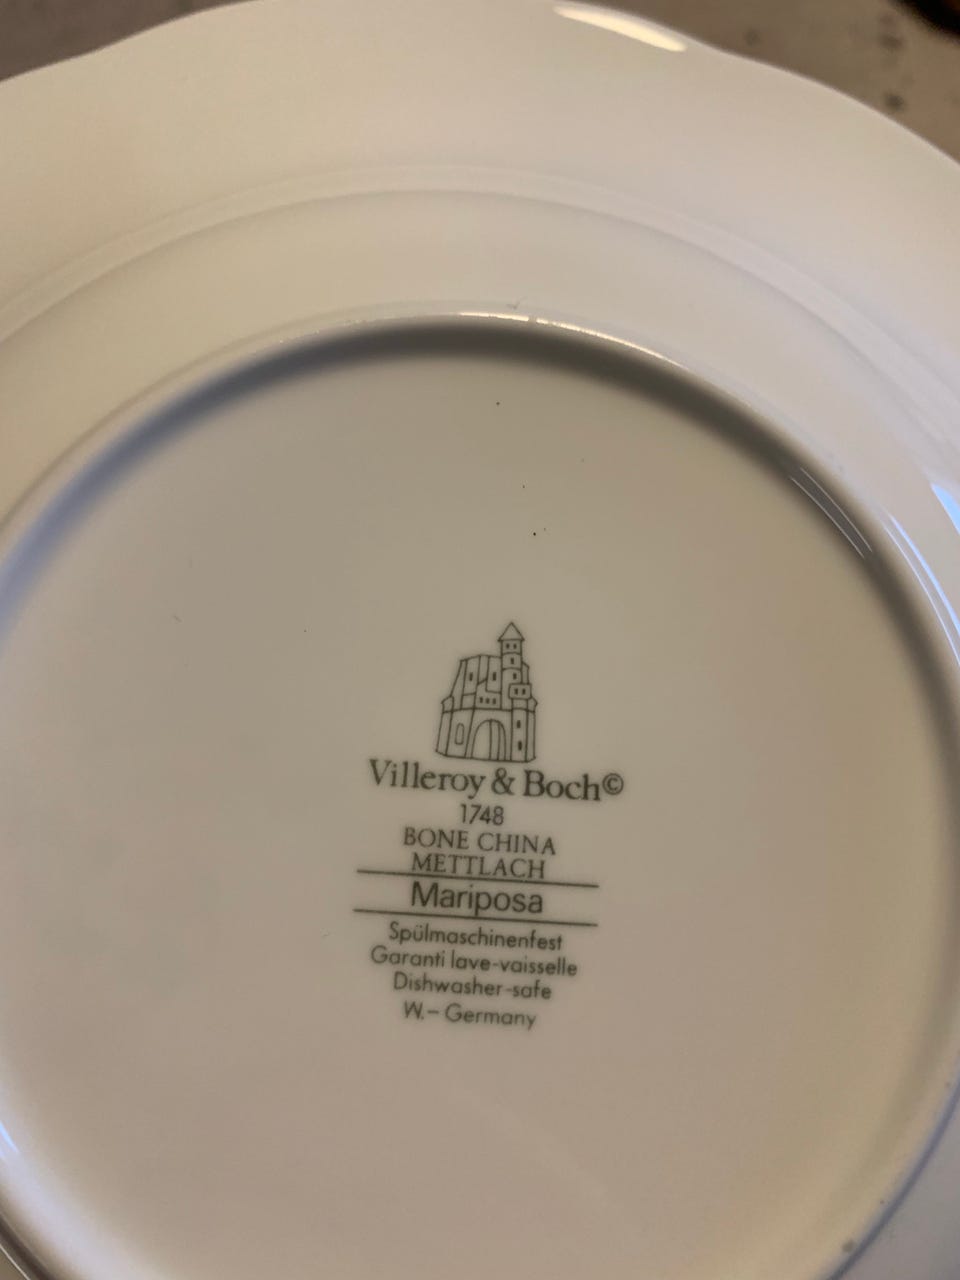 Villeroy & Boch©
1748
BONE CHINA
METTLACH
Mariposa
Spülmaschinenfest
Garanti lave-vaisselle
Dishwasher-safe
W.- Germany